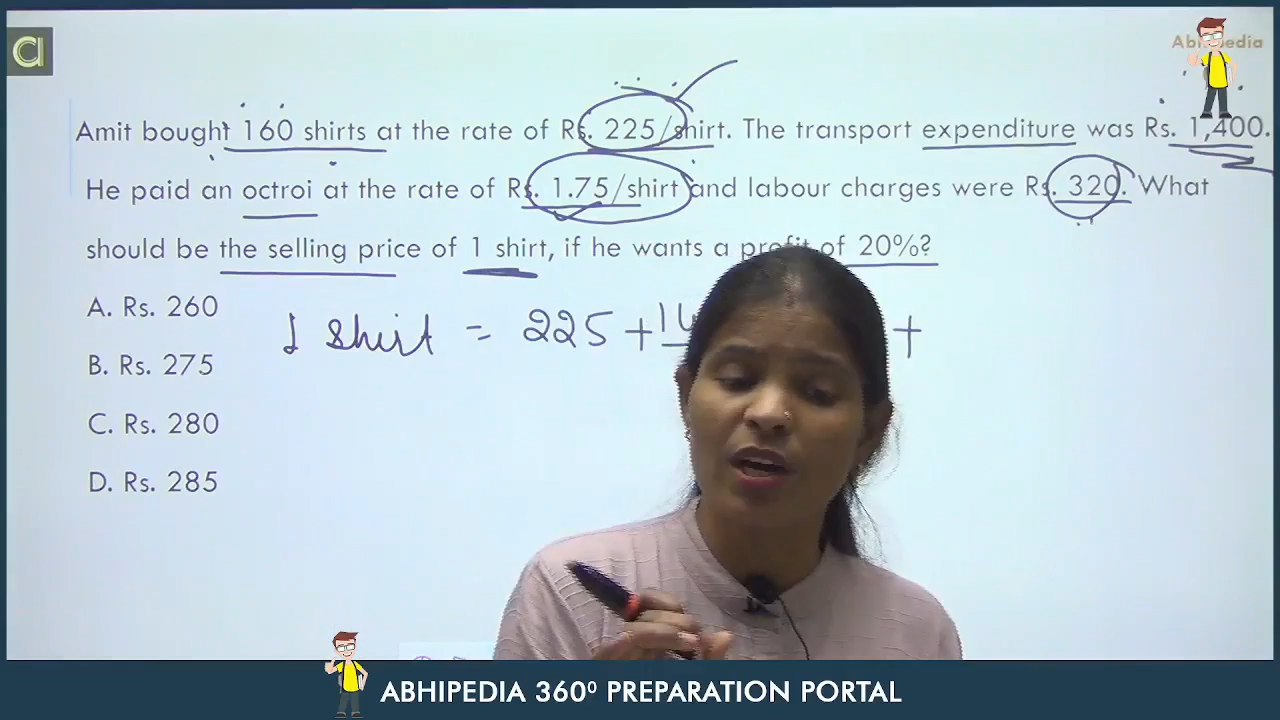 Amit bought 160 shirts at the rate of Rs. 225/shirt. The transport expenditure was Rs. 1,400.
He paid an octroi at the rate of Rs. 1.75/shirt and labour charges were Rs. 320. What
should be the selling price of 1 shirt, if he wants a profit of 20%?
A. Rs. 260
1 Shirt = 225 + +
B. Rs. 275
C. Rs. 280
D. Rs. 285
ABHIPEDIA 360⁰ PREPARATION PORTAL